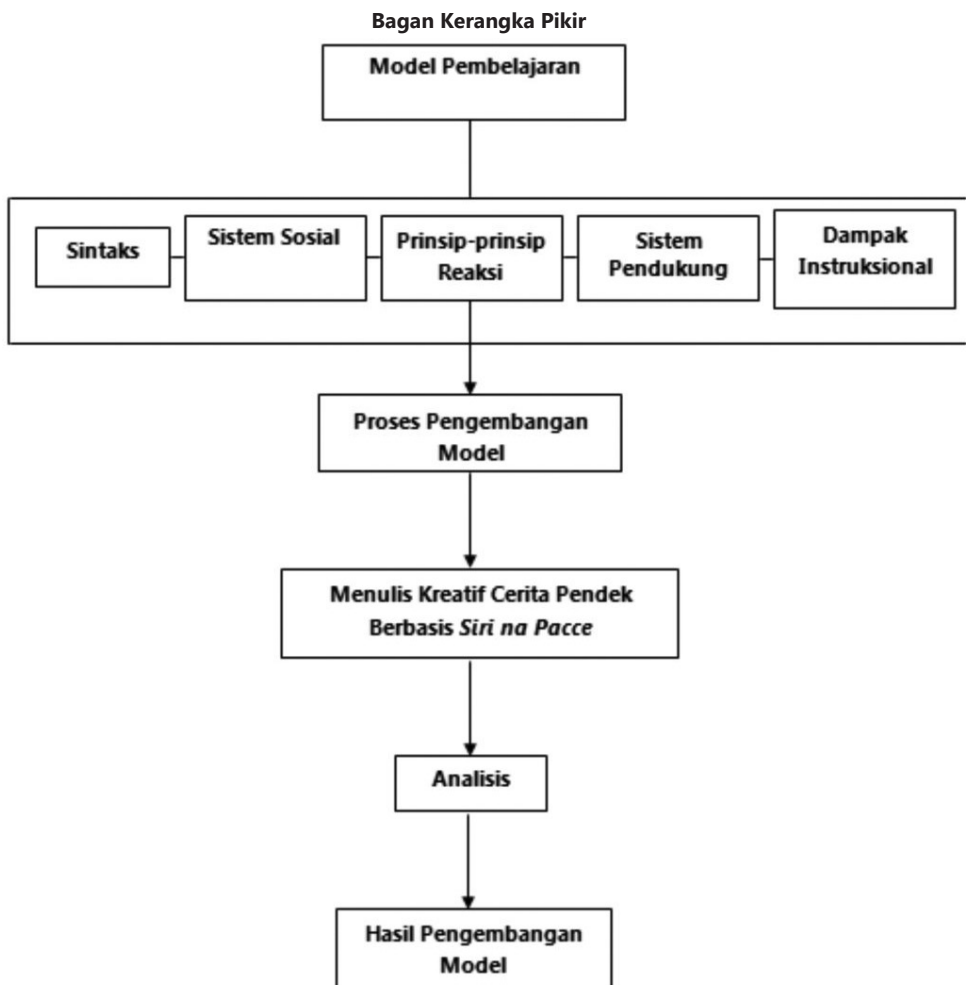 Bagan Kerangka Pikir
Model Pembelajaran
Sintaks
Sistem Sosial
Prinsip-prinsip
Reaksi
Sistem
Pendukung
Dampak
Instruksional
Proses Pengembangan
Model
Menulis Kreatif Cerita Pendek
Berbasis Siri na Pacce
Analisis
Hasil Pengembangan
Model